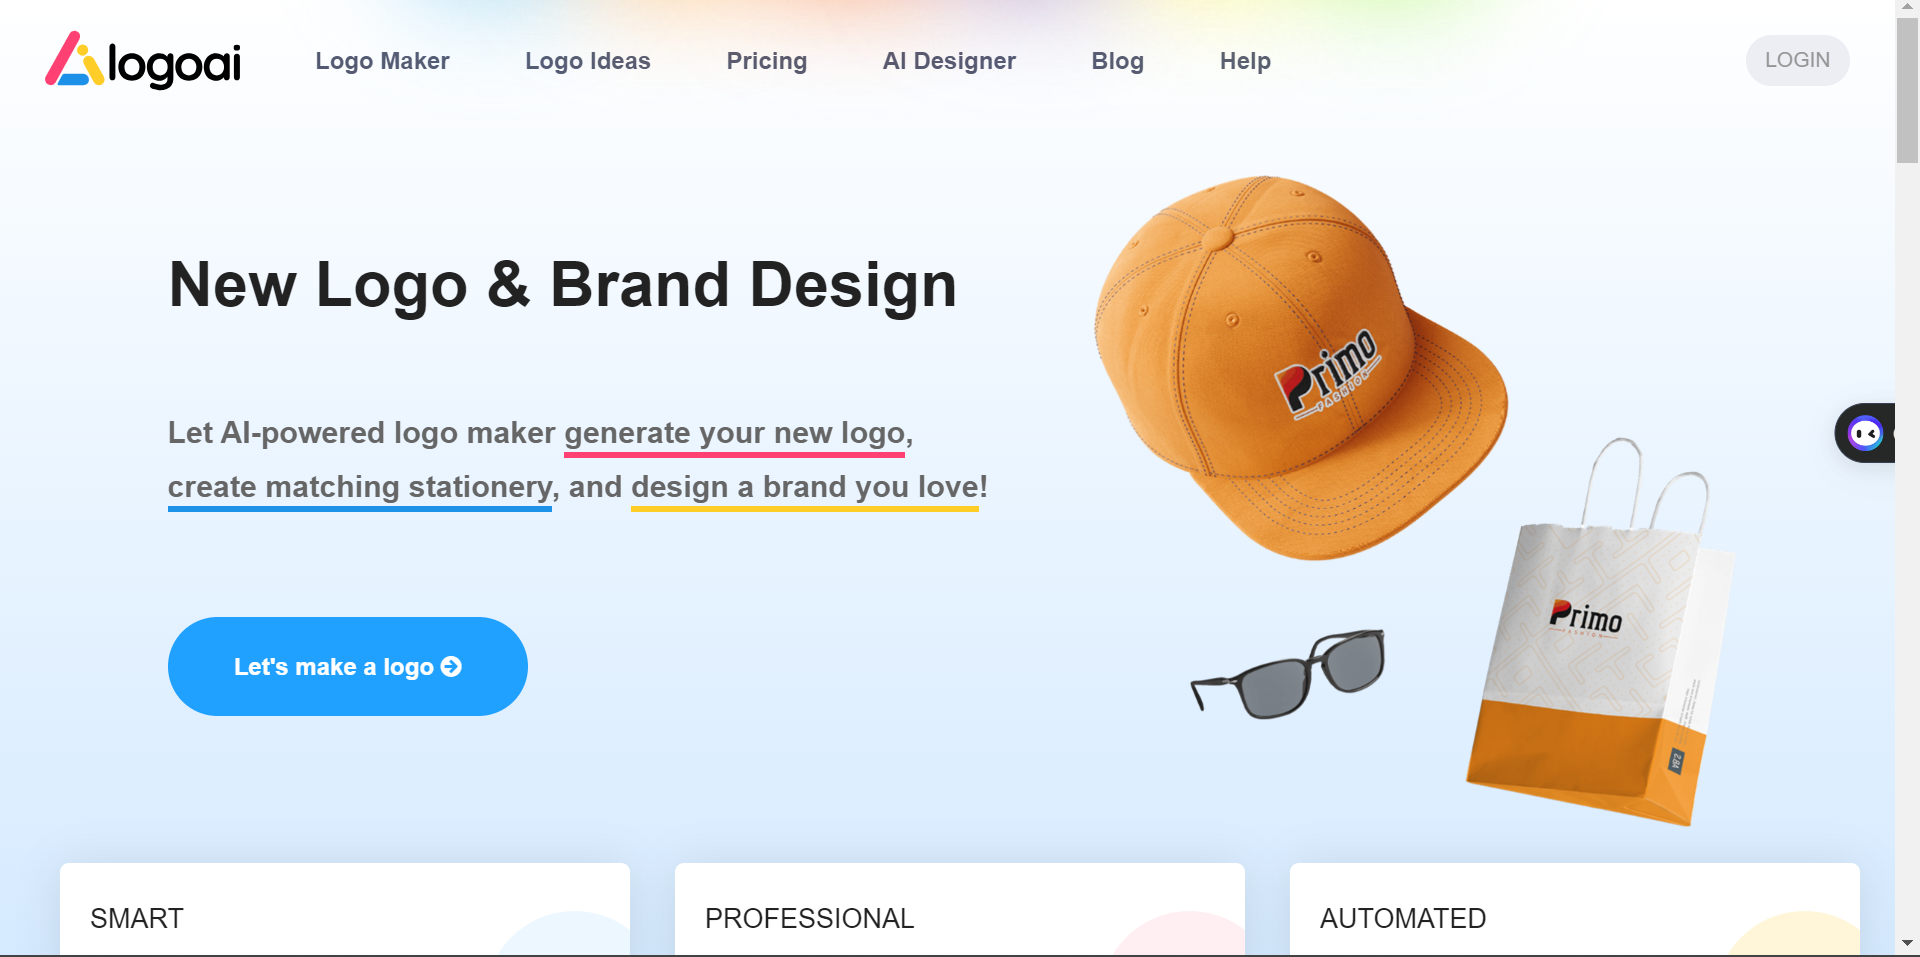 logoai
Logo Maker
Logo Ideas
Pricing
AI Designer
Blog
Help
LOGIN
New Logo & Brand Design
Let AI-powered logo maker generate your new logo,
create matching stationery, and design a brand you love!
Let's make a logo
Primo
FASHION
Primo
FASHION
SMART
PROFESSIONAL
AUTOMATED